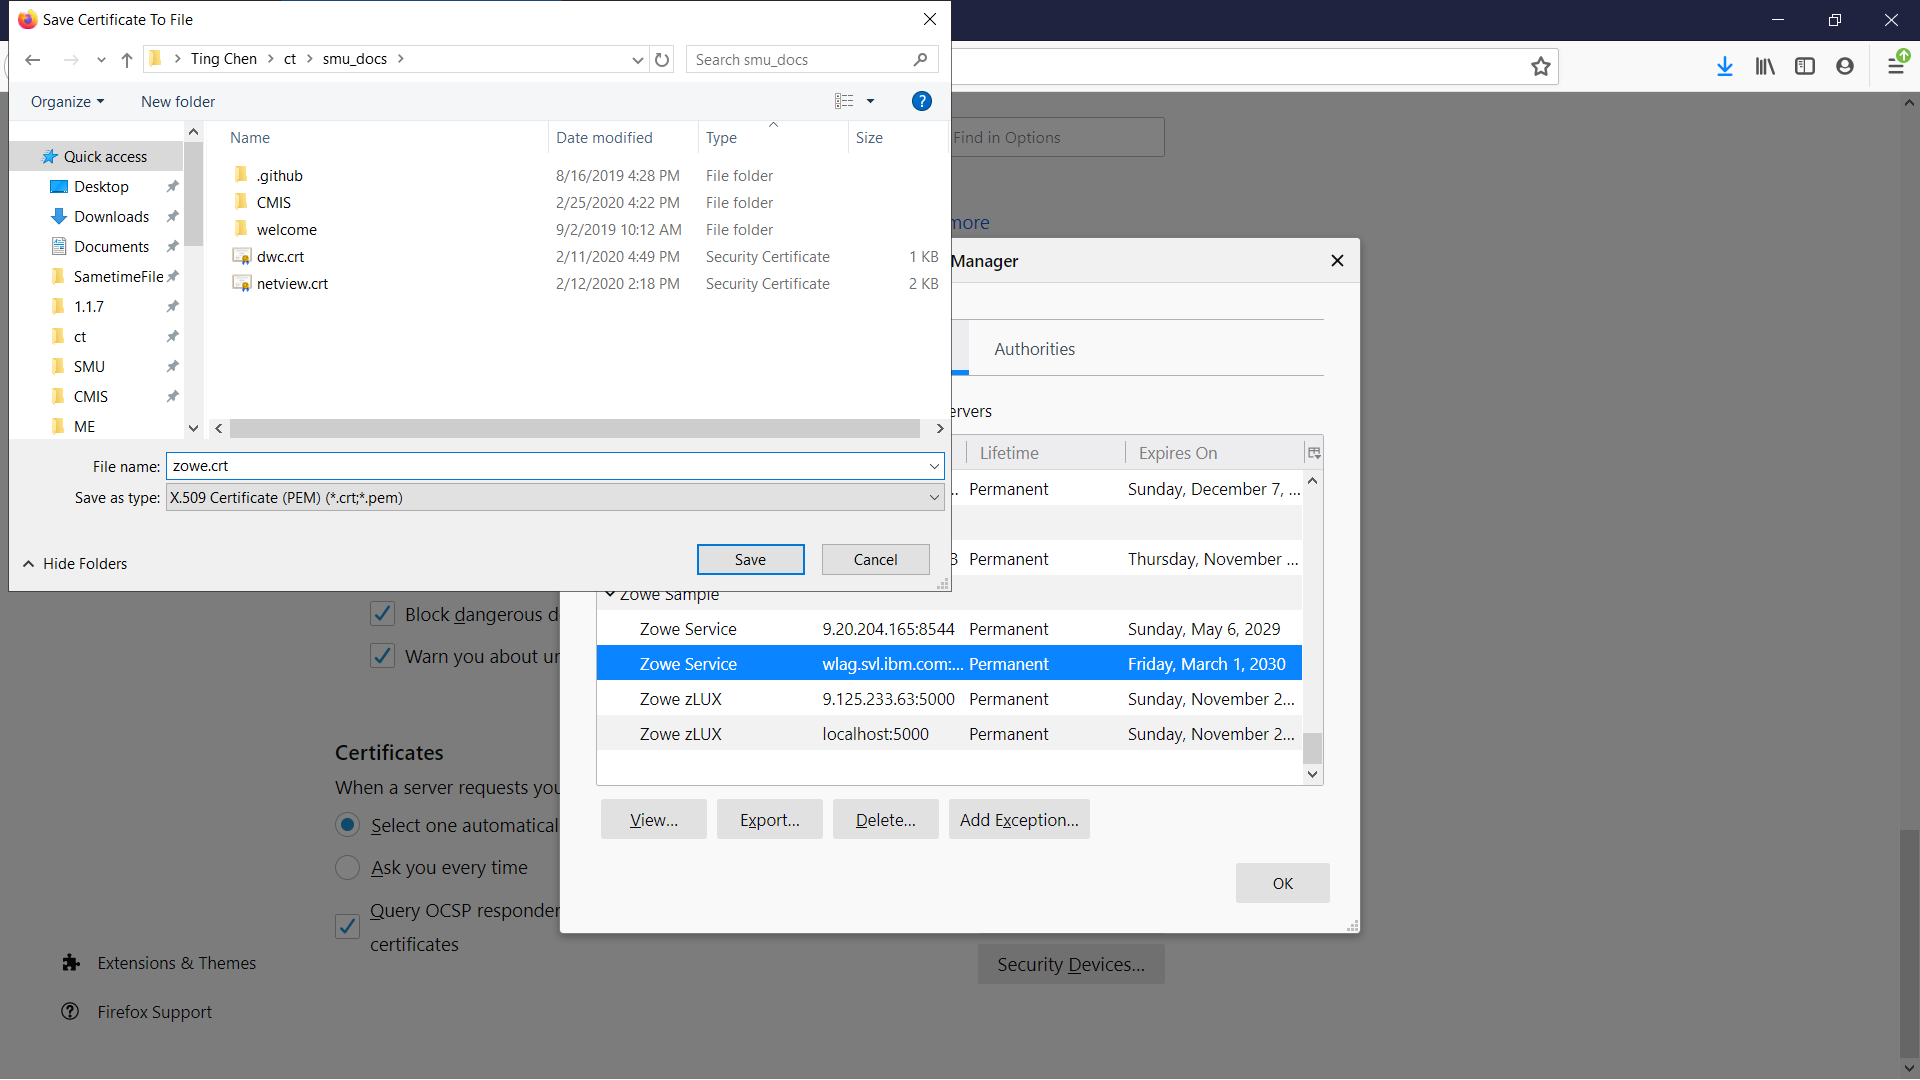 Save Certificate To File
Ting Chen
ct
smu_docs
Search smu_docs
Organize
New folder
?
Name
Date modified
Type
Size
Quick access
Desktop
Downloads
Documents
SametimeFile
1.1.7
ct
SMU
CMIS
ME
.github 8/16/2019 4:28 PM File folder
CMIS 2/25/2020 4:22 PM File folder
welcome 9/2/2019 10:12 AM File folder
dwc.crt 2/11/2020 4:49 PM Security Certificate 1 KB
netview.crt 2/12/2020 2:18 PM Security Certificate 2 KB
File name: zowe.crt
Save as type: X.509 Certificate (PEM) (*.crt;*.pem)
Hide Folders
Save
Cancel
Find in Options
more
Manager
Authorities
ervers
Lifetime
Expires On
.. Permanent Sunday, December 7, ...
3 Permanent Thursday, November ...
Zowe Sample
Zowe Service 9.20.204.165:8544 Permanent Sunday, May 6, 2029
Zowe Service wlag.svl.ibm.com:... Permanent Friday, March 1, 2030
Zowe zLUX 9.125.233.63:5000 Permanent Sunday, November 2...
Zowe zLUX localhost:5000 Permanent Sunday, November 2...
View...
Export...
Delete...
Add Exception...
OK
Block dangerous d
Warn you about un
Certificates
When a server requests you
Select one automatical
Ask you every time
Query OCSP responder
certificates
Security Devices...
Extensions & Themes
Firefox Support